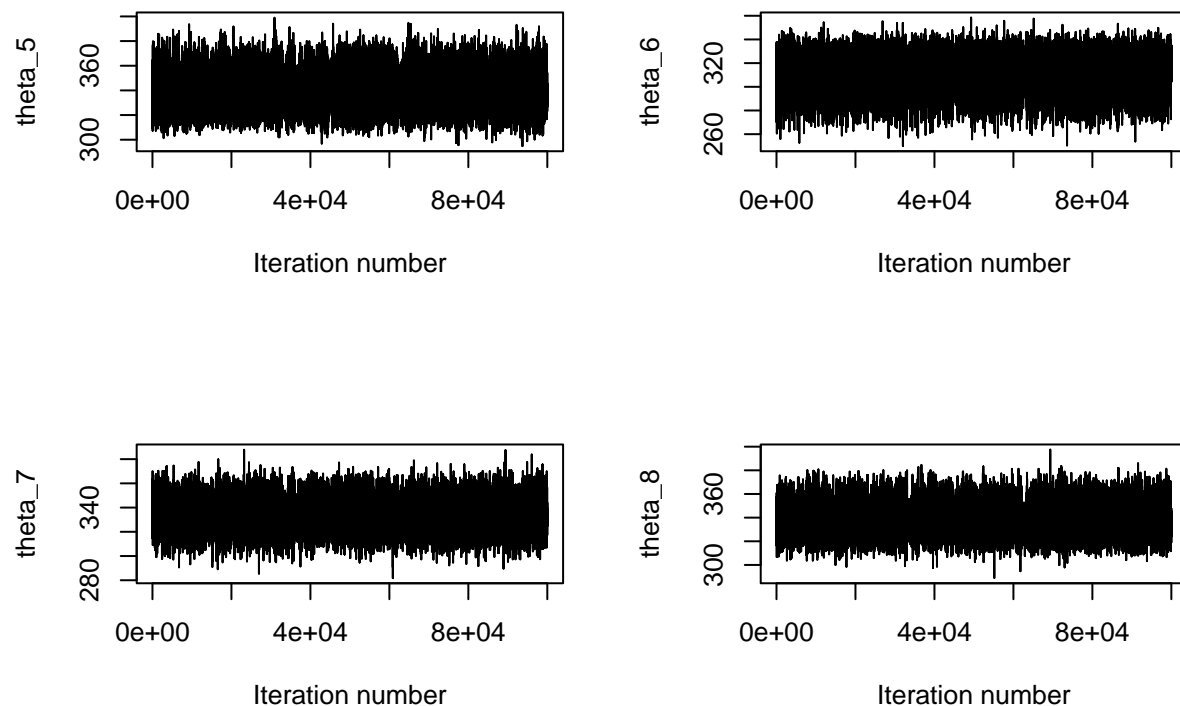 theta_5
300
360
0e+00
4e+04
8e+04
Iteration number
theta_6
260
320
0e+00
4e+04
8e+04
Iteration number
theta_7
280
340
0e+00
4e+04
8e+04
Iteration number
theta_8
300
360
0e+00
4e+04
8e+04
Iteration number